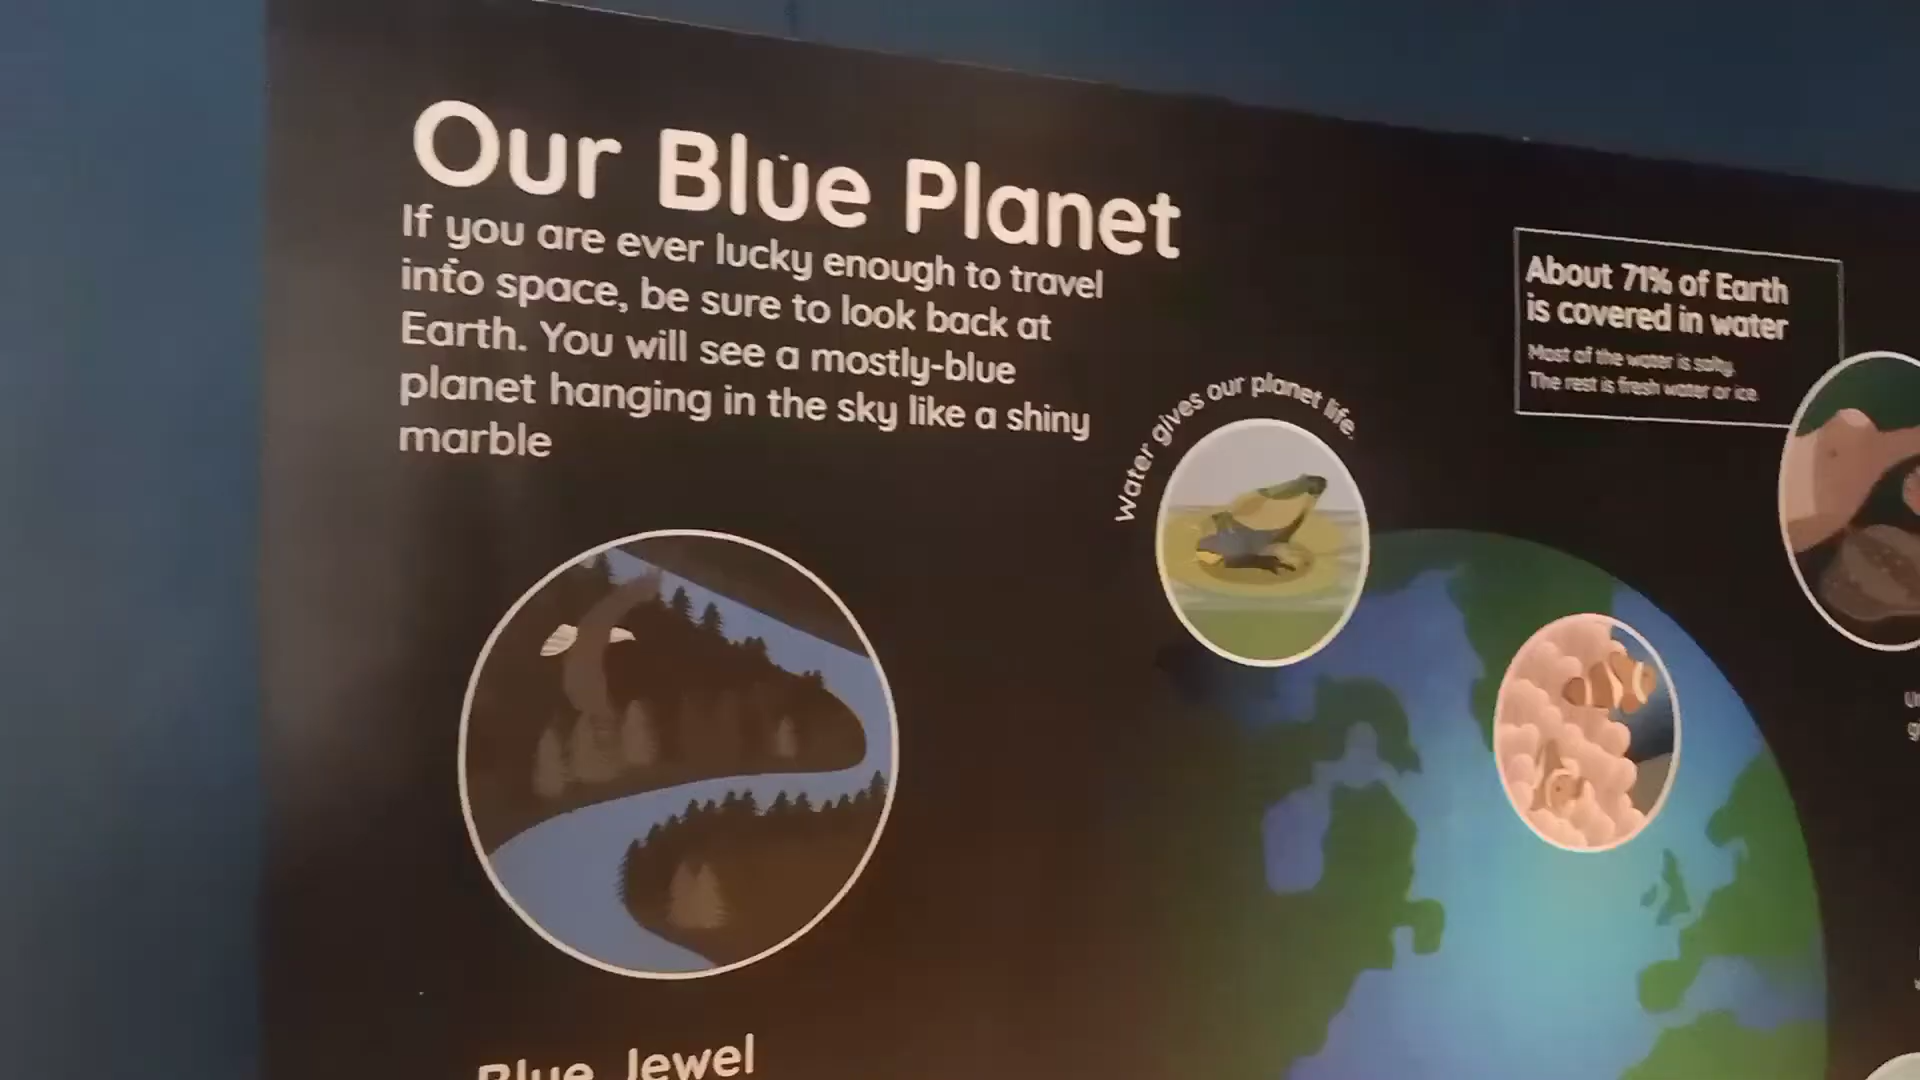 Our Blue Planet
If you are ever lucky enough to travel
into space, be sure to look back at
Earth. You will see a mostly-blue
planet hanging in the sky like a shiny
marble
About 71% of Earth
is covered in water
Most of the water is salty.
The rest is fresh water or ice.
Water gives our planet life.
Blue Jewel